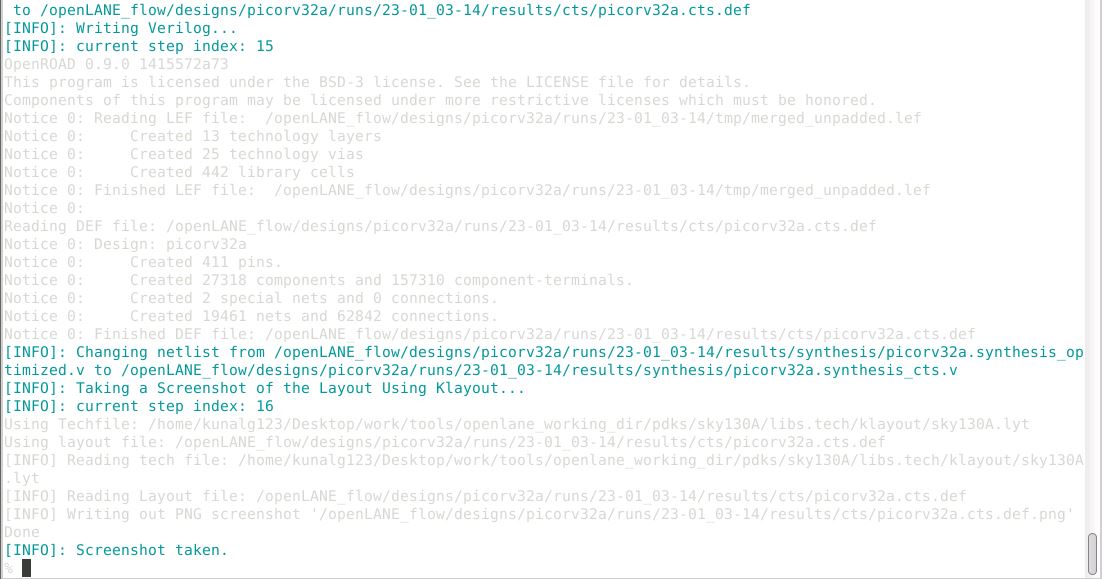 to /openLANE_flow/designs/picorv32a/runs/23-01_03-14/results/cts/picorv32a.cts.def
[INFO]: Writing Verilog...
[INFO]: current step index: 15
OpenROAD 0.9.0 1415572a73
This program is licensed under the BSD-3 license. See the LICENSE file for details.
Components of this program may be licensed under more restrictive licenses which must be honored.
Notice 0: Reading LEF file:  /openLANE_flow/designs/picorv32a/runs/23-01_03-14/tmp/merged_unpadded.lef
Notice 0:     Created 13 technology layers
Notice 0:     Created 25 technology vias
Notice 0:     Created 442 library cells
Notice 0: Finished LEF file:  /openLANE_flow/designs/picorv32a/runs/23-01_03-14/tmp/merged_unpadded.lef
Notice 0:
Reading DEF file: /openLANE_flow/designs/picorv32a/runs/23-01_03-14/results/cts/picorv32a.cts.def
Notice 0: Design: picorv32a
Notice 0:     Created 411 pins.
Notice 0:     Created 27318 components and 157310 component-terminals.
Notice 0:     Created 2 special nets and 0 connections.
Notice 0:     Created 19461 nets and 62842 connections.
Notice 0: Finished DEF file: /openLANE_flow/designs/picorv32a/runs/23-01_03-14/results/cts/picorv32a.cts.def
[INFO]: Changing netlist from /openLANE_flow/designs/picorv32a/runs/23-01_03-14/results/synthesis/picorv32a.synthesis_op
timized.v to /openLANE_flow/designs/picorv32a/runs/23-01_03-14/results/synthesis/picorv32a.synthesis_cts.v
[INFO]: Taking a Screenshot of the Layout Using Klayout...
[INFO]: current step index: 16
Using Techfile: /home/kunalg123/Desktop/work/tools/openlane_working_dir/pdks/sky130A/libs.tech/klayout/sky130A.lyt
Using layout file: /openLANE_flow/designs/picorv32a/runs/23-01_03-14/results/cts/picorv32a.cts.def
[INFO] Reading tech file: /home/kunalg123/Desktop/work/tools/openlane_working_dir/pdks/sky130A/libs.tech/klayout/sky130A
.lyt
[INFO] Reading Layout file: /openLANE_flow/designs/picorv32a/runs/23-01_03-14/results/cts/picorv32a.cts.def
[INFO] Writing out PNG screenshot '/openLANE_flow/designs/picorv32a/runs/23-01_03-14/results/cts/picorv32a.cts.def.png'
Done
[INFO]: Screenshot taken.
%